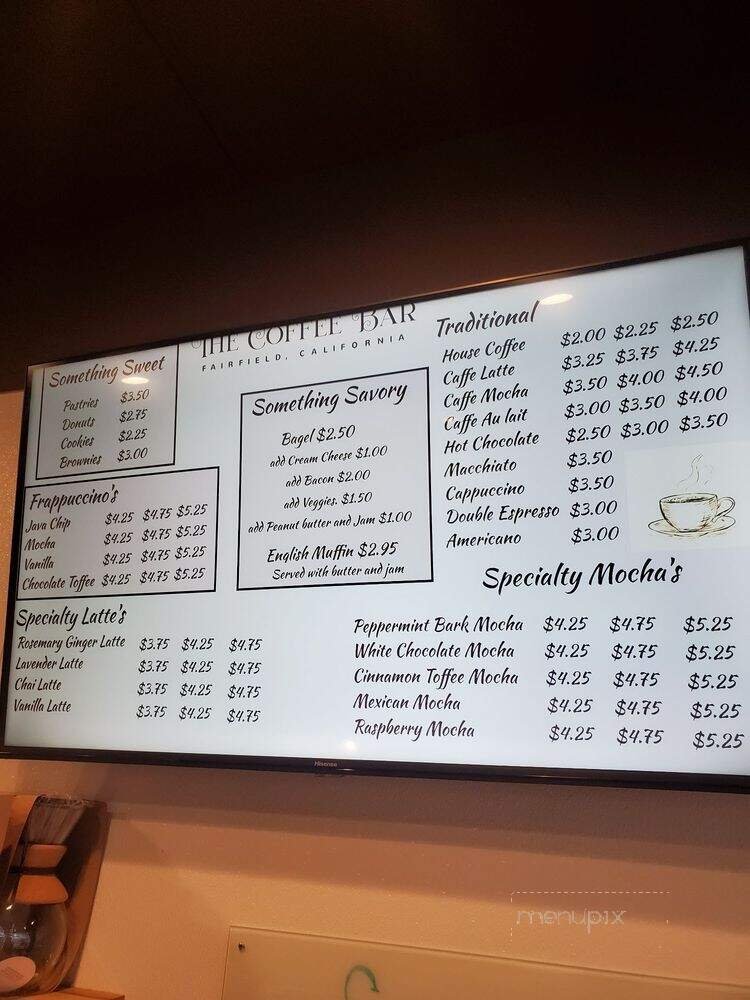 THE COFFEE BAR
FAIRFIELD, CALIFORNIA
Something Sweet
Pastries $3.50
Donuts $2.75
Cookies $2.25
Brownies $3.00
Frappuccino's
Java Chip $4.25 $4.75 $5.25
Mocha $4.25 $4.75 $5.25
Vanilla $4.25 $4.75 $5.25
Chocolate Toffee $4.25 $4.75 $5.25
Something Savory
Bagel $2.50
add Cream Cheese $1.00
add Bacon $2.00
add Veggies. $1.50
add Peanut butter and Jam $1.00
English Muffin $2.95
Served with butter and jam
Traditional
House Coffee $2.00 $2.25 $2.50
Caffe Latte $3.25 $3.75 $4.25
Caffe Mocha $3.50 $4.00 $4.50
Caffe Au lait $3.00 $3.50 $4.00
Hot Chocolate $2.50 $3.00 $3.50
Macchiato $3.50
Cappuccino $3.50
Double Espresso $3.00
Americano $3.00
Specialty Latte's
Rosemary Ginger Latte $3.75 $4.25 $4.75
Lavender Latte $3.75 $4.25 $4.75
Chai Latte $3.75 $4.25 $4.75
Vanilla Latte $3.75 $4.25 $4.75
Specialty Mocha's
Peppermint Bark Mocha $4.25 $4.75 $5.25
White Chocolate Mocha $4.25 $4.75 $5.25
Cinnamon Toffee Mocha $4.25 $4.75 $5.25
Mexican Mocha $4.25 $4.75 $5.25
Raspberry Mocha $4.25 $4.75 $5.25
Hisense
menupix